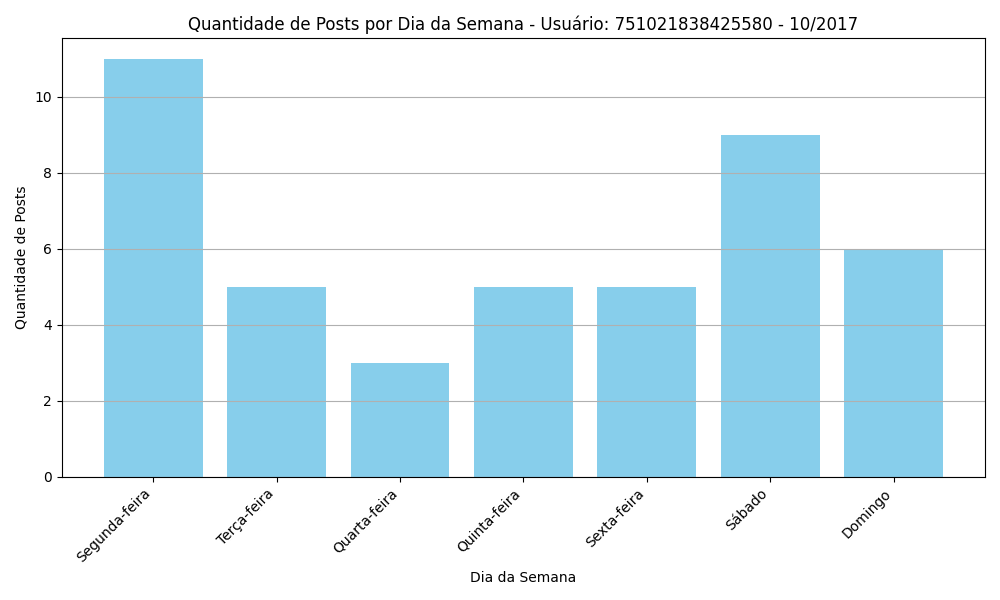 Quantidade de Posts por Dia da Semana - Usuário: 751021838425580 - 10/2017
Quantidade de Posts
10
8
6
4
2
0
Segunda-feira
Terça-feira
Quarta-feira
Quinta-feira
Sexta-feira
Sábado
Domingo
Dia da Semana